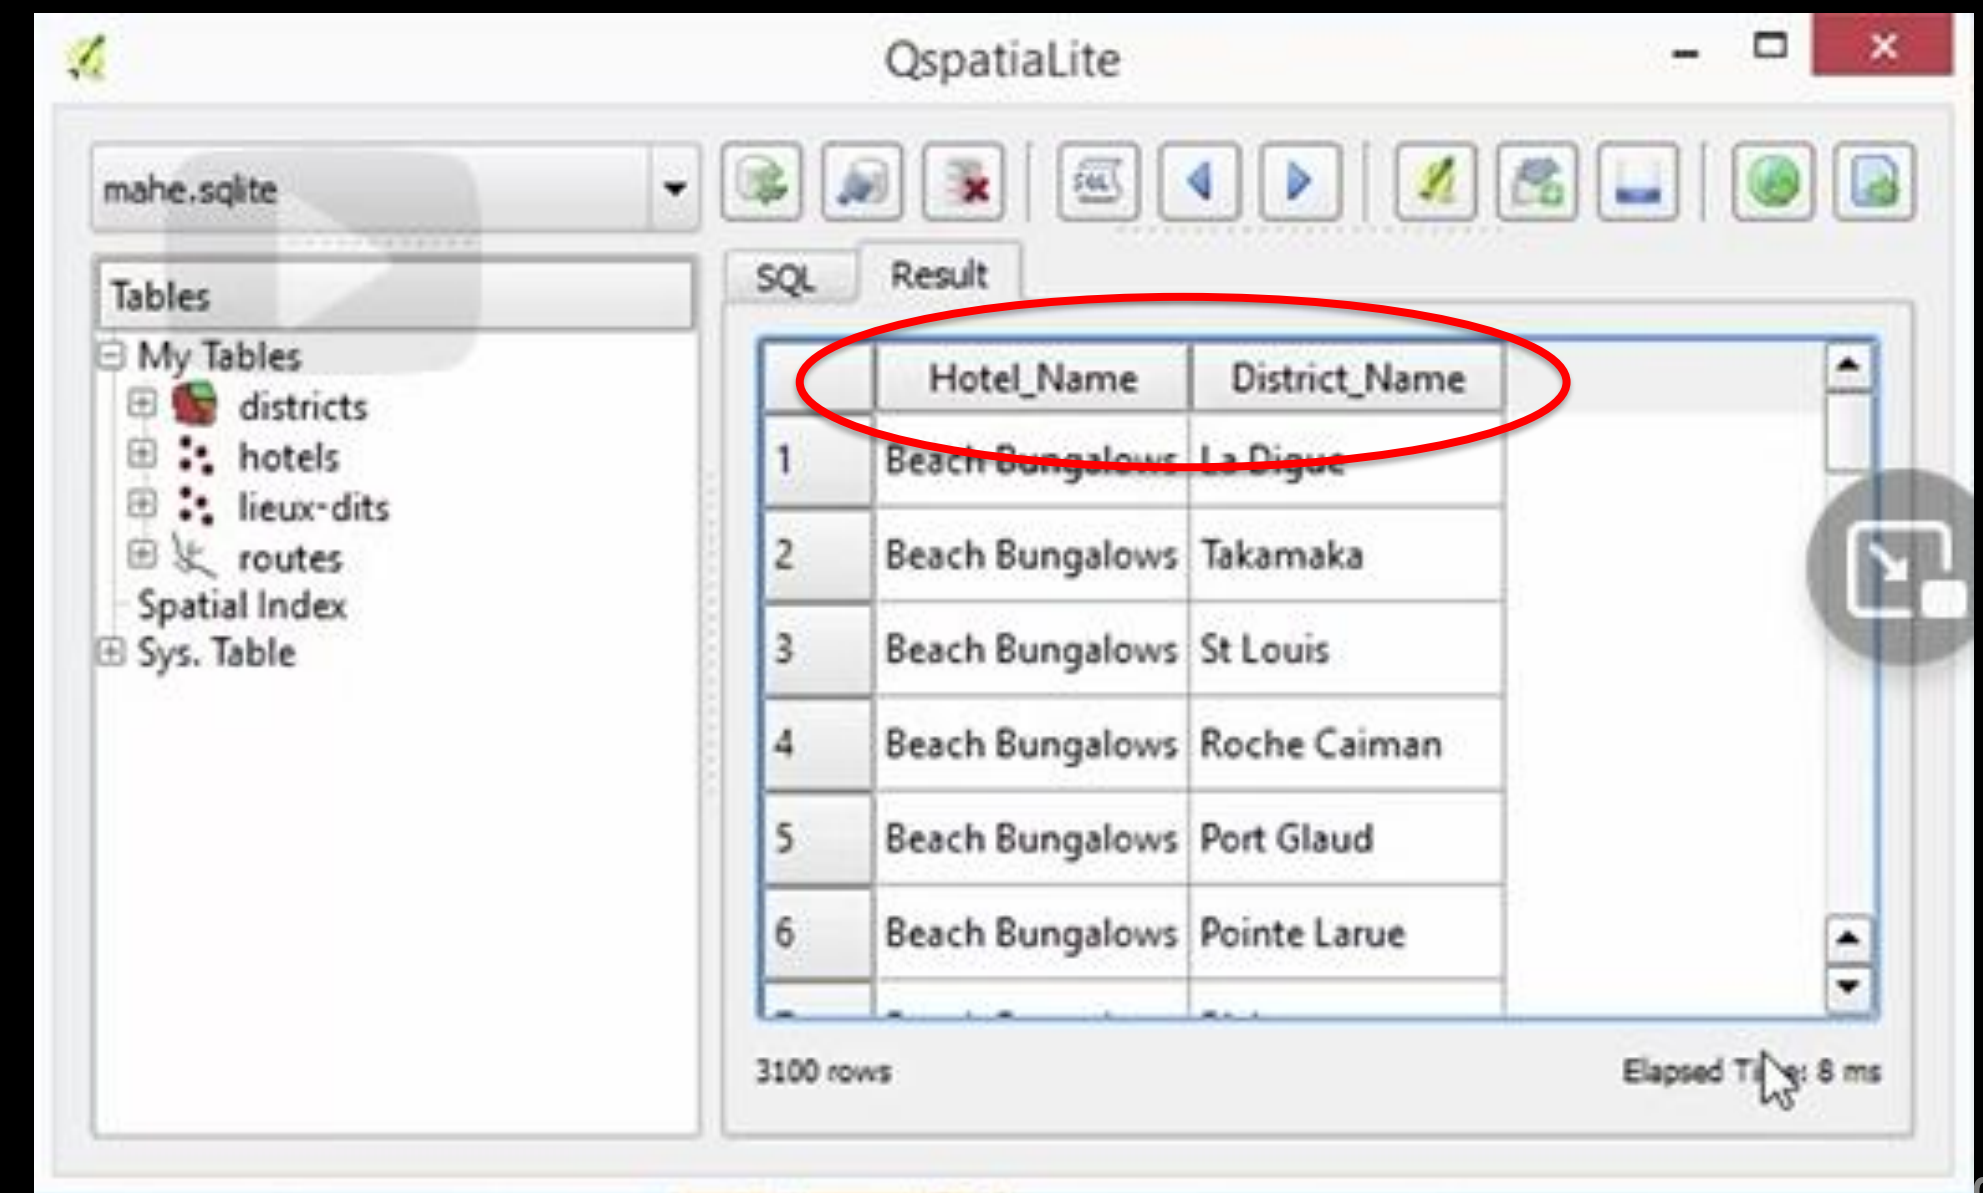 QspatiaLite
mahe.sqlite
SQL
Tables
SQL Result
My Tables
districts
hotels
lieux-dits
routes
Spatial Index
Sys. Table
Hotel_Name District_Name
1 Beach Bungalows La Digue
2 Beach Bungalows Takamaka
3 Beach Bungalows St Louis
4 Beach Bungalows Roche Caiman
5 Beach Bungalows Port Glaud
6 Beach Bungalows Pointe Larue
3100 rows
Elapsed Time: 8 ms